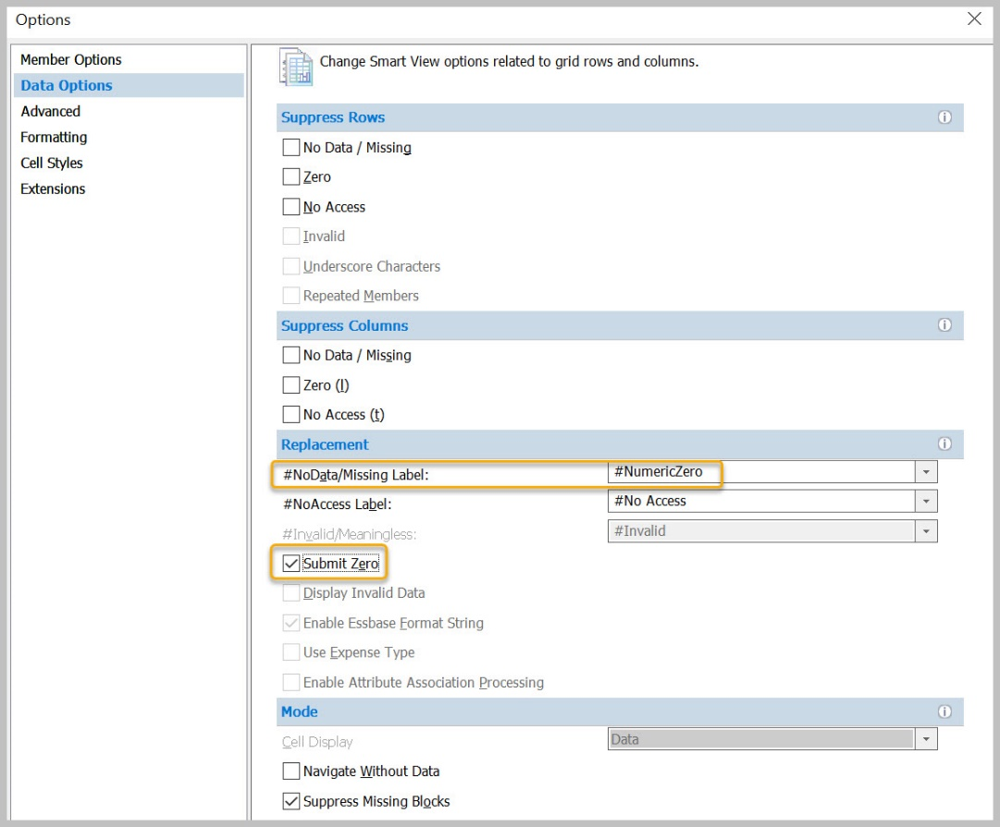 Options
Member Options
Data Options
Advanced
Formatting
Cell Styles
Extensions
Change Smart View options related to grid rows and columns.
Suppress Rows
No Data / Missing
Zero
No Access
Invalid
Underscore Characters
Repeated Members
Suppress Columns
No Data / Missing
Zero (l)
No Access (t)
Replacement
#NoData/Missing Label: #NumericZero
#NoAccess Label: #No Access
#Invalid/Meaningless: #Invalid
Submit Zero
Display Invalid Data
Enable Essbase Format String
Use Expense Type
Enable Attribute Association Processing
Mode
Cell Display Data
Navigate Without Data
Suppress Missing Blocks